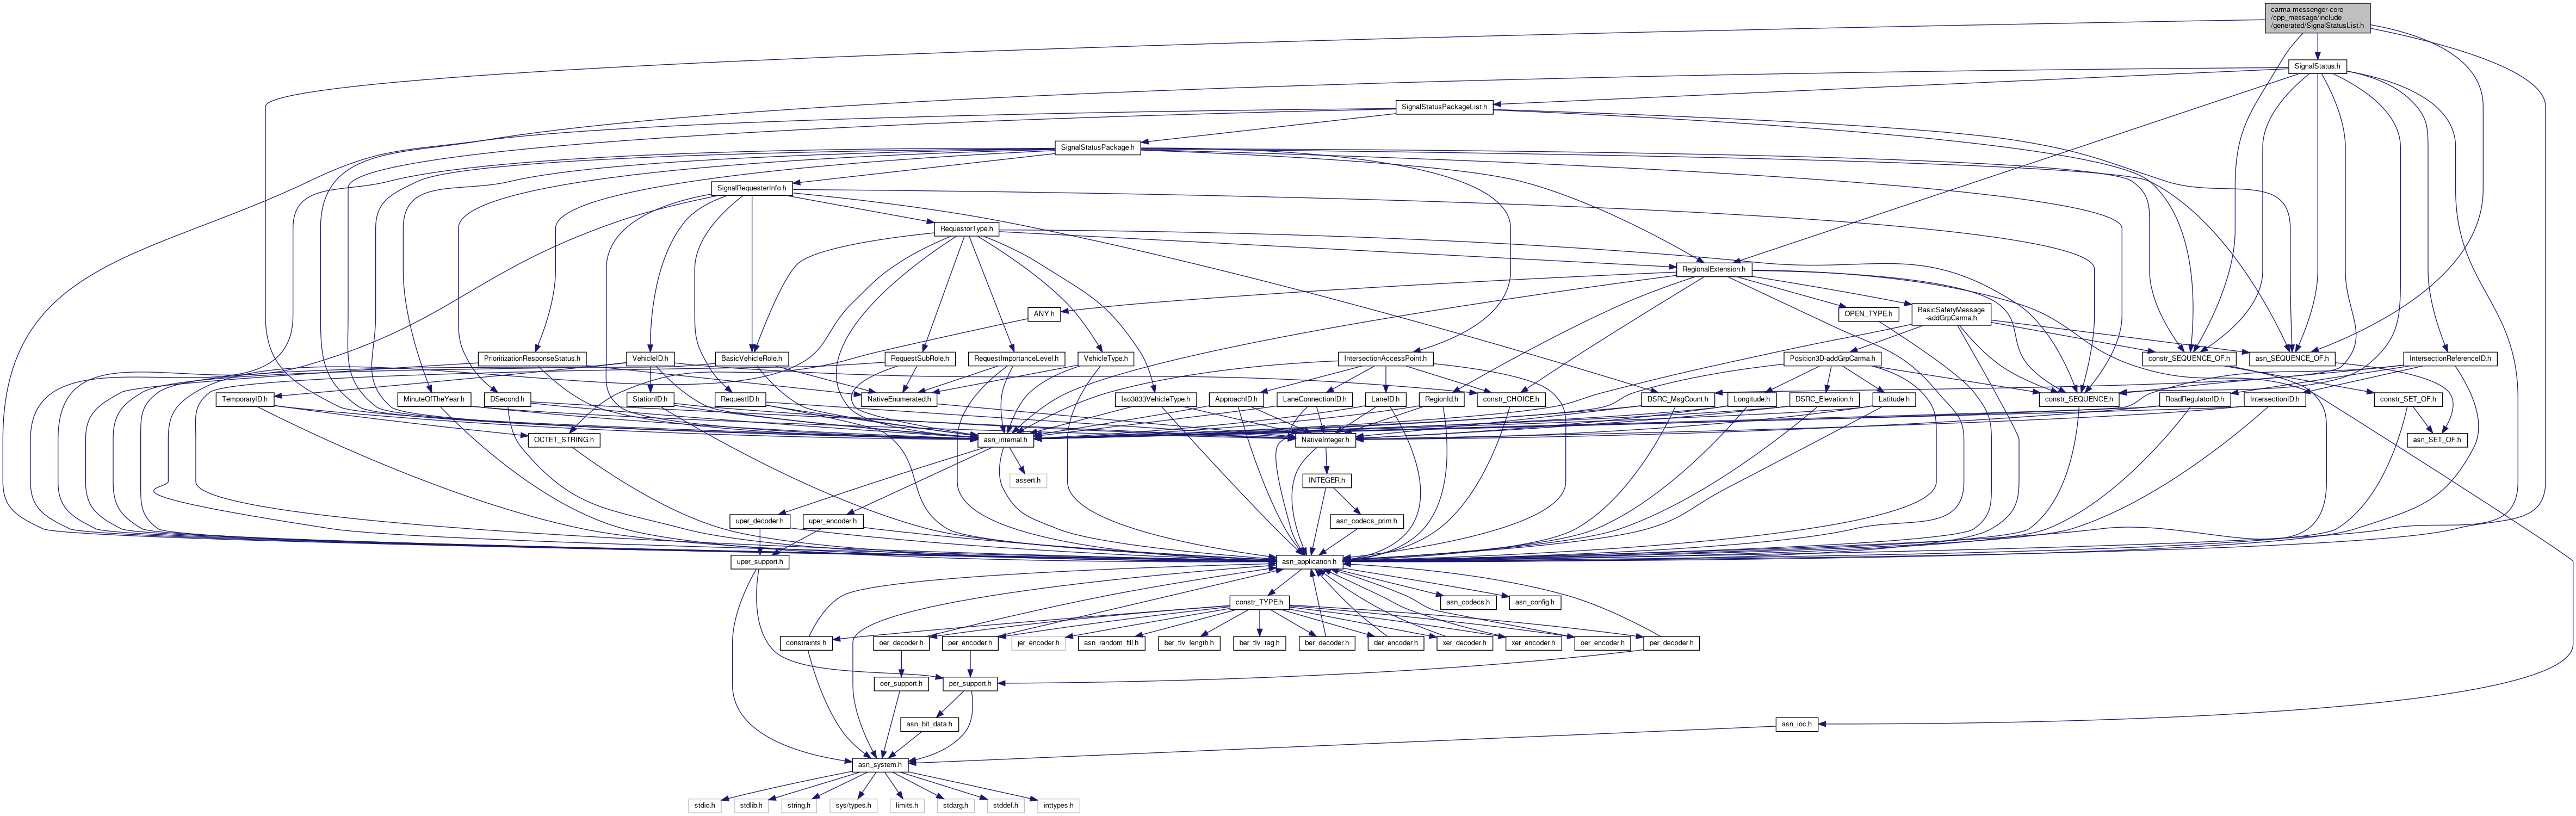 carma-messenger-core
/cpp_message/include
/generated/SignalStatusList.h
SignalStatus.h
SignalStatusPackageList.h
SignalStatusPackage.h
SignalRequesterInfo.h
RequestorType.h
RegionalExtension.h
ANY.h
OPEN_TYPE.h
BasicSafetyMessage
-addGrpCarma.h
PrioritizationResponseStatus.h
VehicleID.h
BasicVehicleRole.h
RequestSubRole.h
RequestImportanceLevel.h
VehicleType.h
IntersectionAccessPoint.h
Position3D-addGrpCarma.h
constr_SEQUENCE_OF.h
asn_SEQUENCE_OF.h
IntersectionReferenceID.h
TemporaryID.h
MinuteOfTheYear.h
DSecond.h
StationID.h
RequestID.h
NativeEnumerated.h
Iso3833VehicleType.h
ApproachID.h
LaneConnectionID.h
LaneID.h
RegionId.h
constr_CHOICE.h
DSRC_MsgCount.h
Longitude.h
DSRC_Elevation.h
Latitude.h
constr_SEQUENCE.h
RoadRegulatorID.h
IntersectionID.h
constr_SET_OF.h
OCTET_STRING.h
asn_internal.h
NativeInteger.h
asn_SET_OF.h
assert.h
INTEGER.h
uper_decoder.h
uper_encoder.h
asn_codecs_prim.h
uper_support.h
asn_application.h
constr_TYPE.h
asn_codecs.h
asn_config.h
constraints.h
oer_decoder.h
per_encoder.h
jer_encoder.h
asn_random_fill.h
ber_tlv_length.h
ber_tlv_tag.h
ber_decoder.h
der_encoder.h
xer_decoder.h
xer_encoder.h
oer_encoder.h
per_decoder.h
oer_support.h
per_support.h
asn_bit_data.h
asn_ioc.h
asn_system.h
stdio.h
stdlib.h
string.h
sys/types.h
limits.h
stdarg.h
stddef.h
inttypes.h